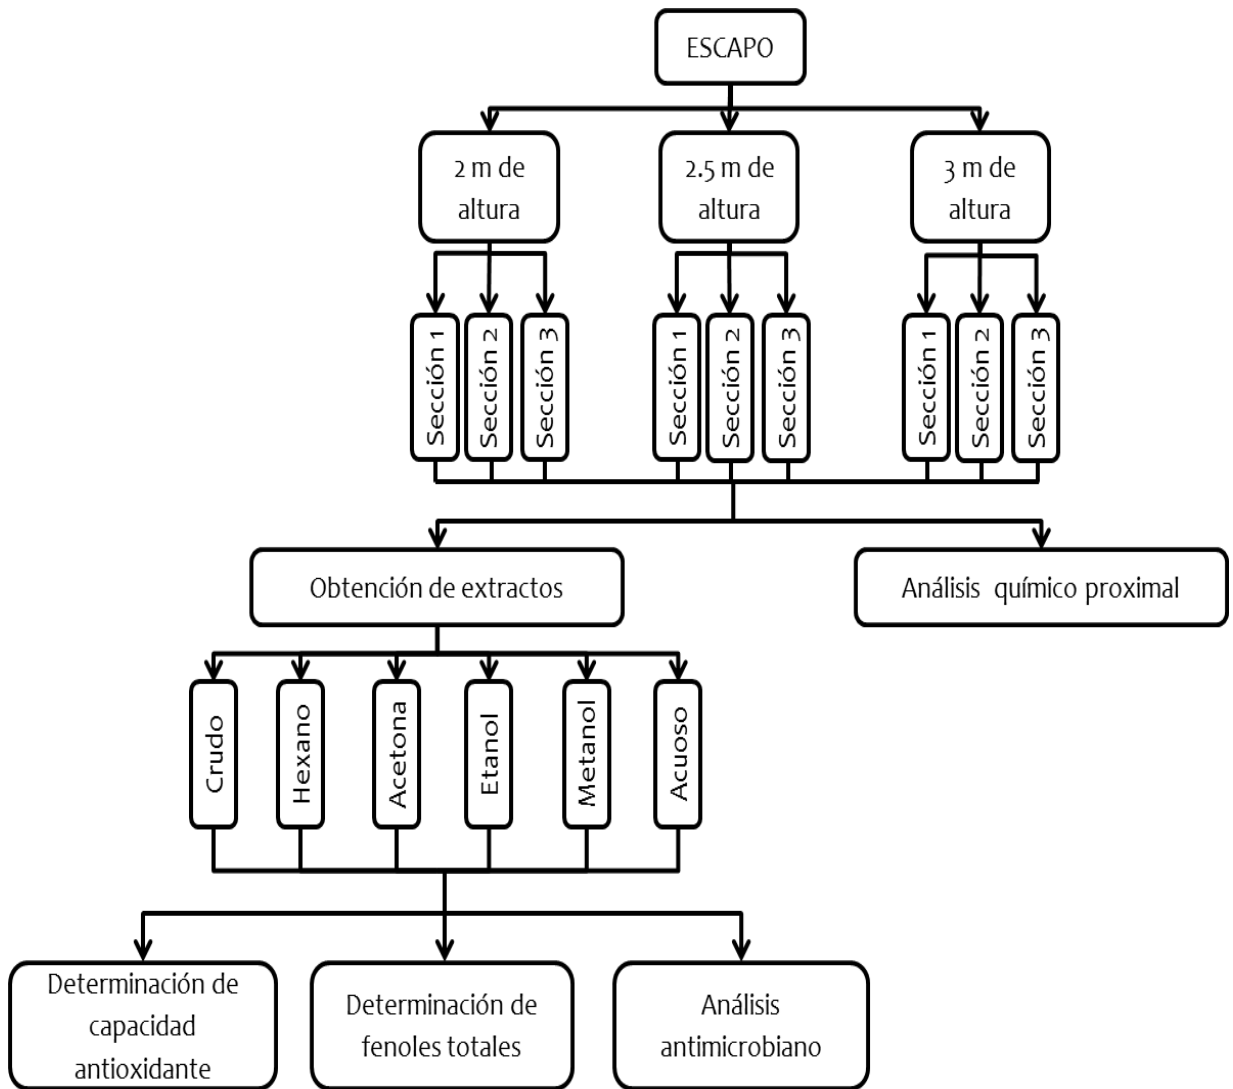 ESCAPO
2 m de
altura
2.5 m de
altura
3 m de
altura
Sección 1
Sección 2
Sección 3
Sección 1
Sección 2
Sección 3
Sección 1
Sección 2
Sección 3
Obtención de extractos
Análisis químico proximal
Crudo
Hexano
Acetona
Etanol
Metanol
Acuoso
Determinación de
capacidad
antioxidante
Determinación de
fenoles totales
Análisis
antimicrobiano